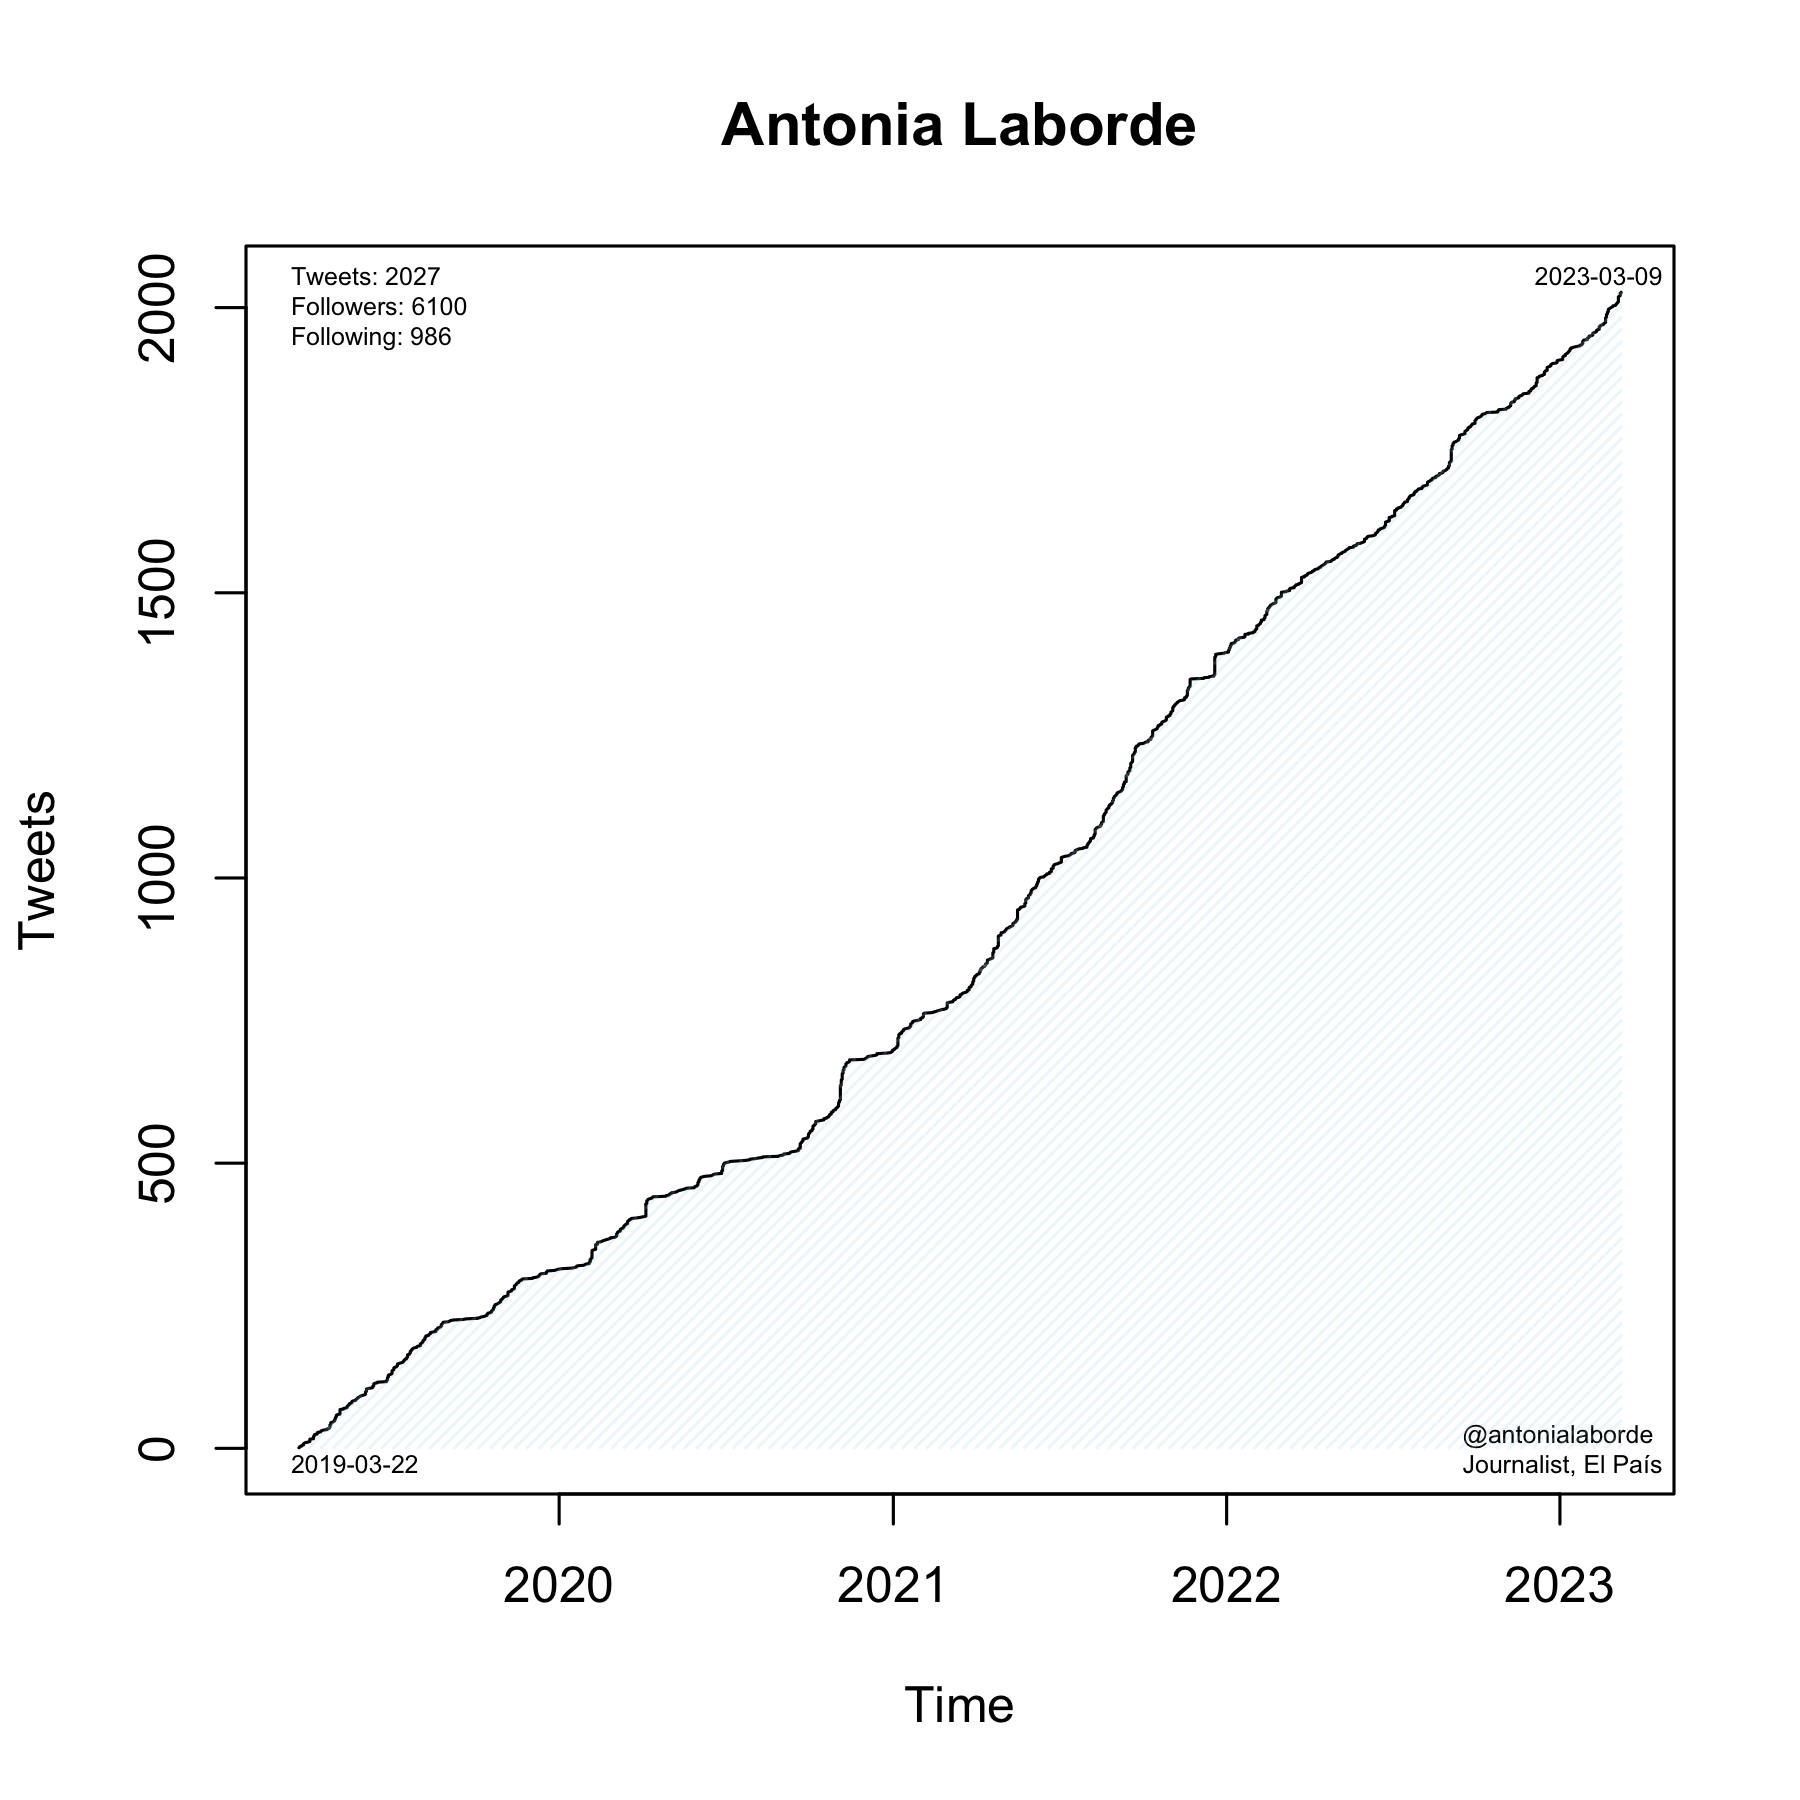 Antonia Laborde
Tweets: 2027
Followers: 6100
Following: 986
2023-03-09
2000
1500
1000
500
0
Tweets
2019-03-22
@antonialaborde
Journalist, El País
2020
2021
2022
2023
Time